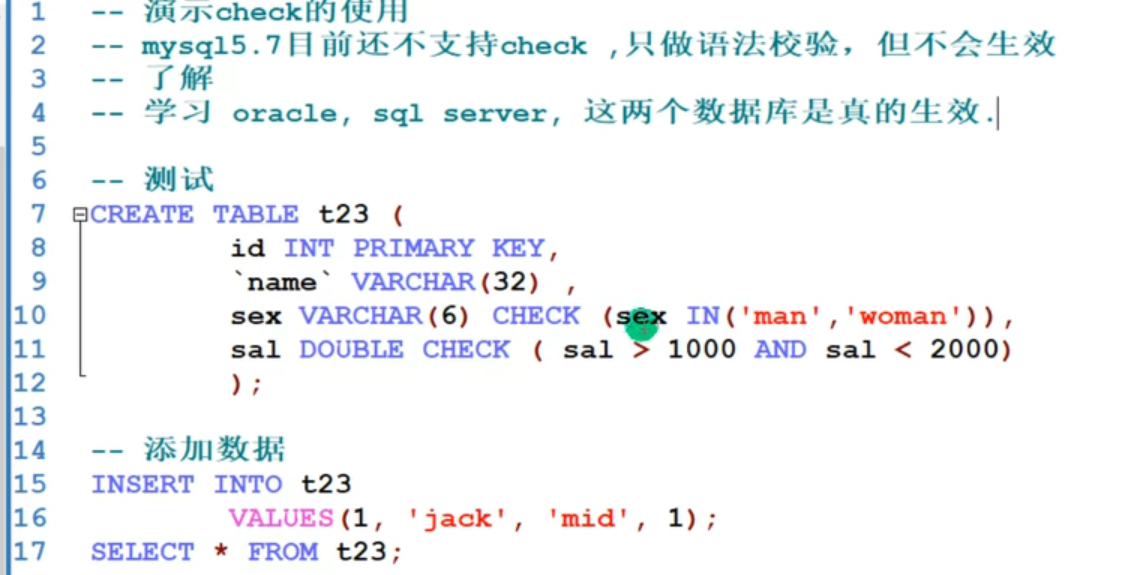 1 -- 演示check的使用
2 -- mysql5.7目前还不支持check ,只做语法校验，但不会生效
3 -- 了解
4 -- 学习 oracle, sql server, 这两个数据库是真的生效.
5
6 -- 测试
7 CREATE TABLE t23 (
8 id INT PRIMARY KEY,
9 `name` VARCHAR(32) ,
10 sex VARCHAR(6) CHECK (sex IN('man','woman')),
11 sal DOUBLE CHECK ( sal > 1000 AND sal < 2000)
12 );
13
14 -- 添加数据
15 INSERT INTO t23
16 VALUES(1, 'jack', 'mid', 1);
17 SELECT * FROM t23;